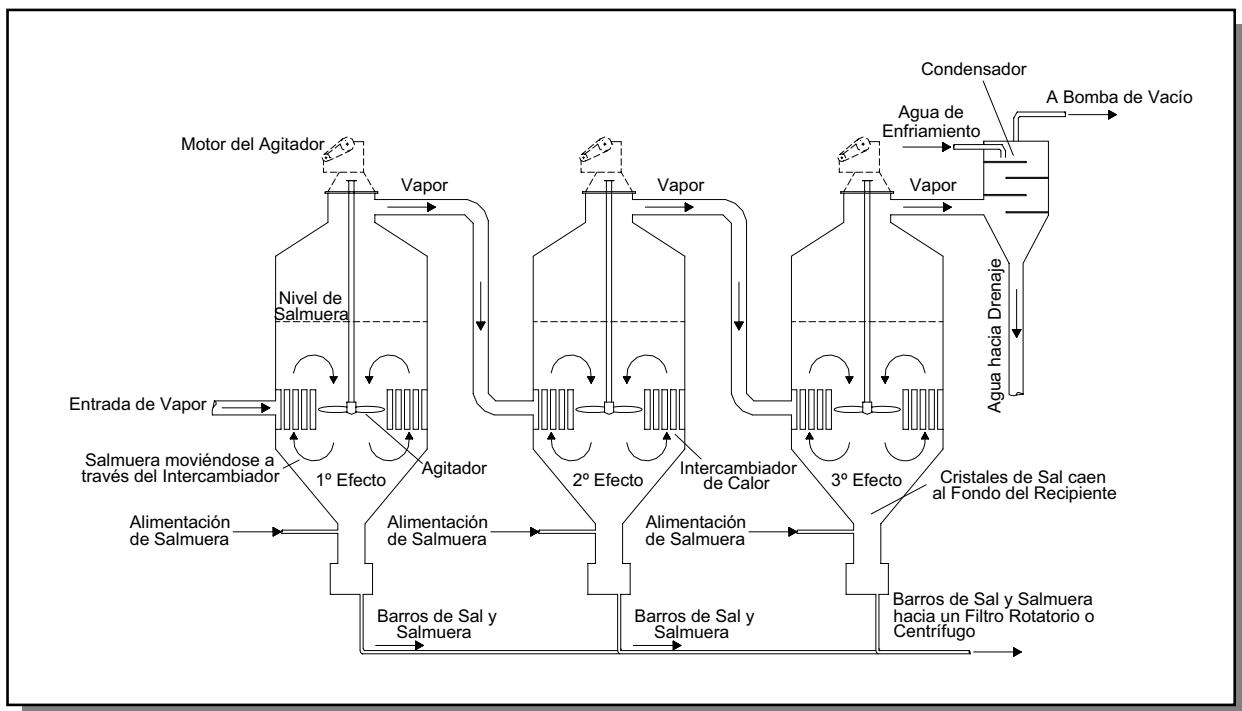 Condensador
A Bomba de Vacío
Agua de
Enfriamiento
Motor del Agitador
Vapor
Vapor
Vapor
Nivel de
Salmuera
Agua hacia Drenaje
Entrada de Vapor
Salmuera moviéndose a
través del Intercambiador
1º Efecto
Agitador
2º Efecto
Intercambiador
de Calor
3º Efecto
Cristales de Sal caen
al Fondo del Recipiente
Alimentación
de Salmuera
Alimentación
de Salmuera
Alimentación
de Salmuera
Barros de Sal y
Salmuera
Barros de Sal y
Salmuera
Barros de Sal y Salmuera
hacia un Filtro Rotatorio o
Centrífugo